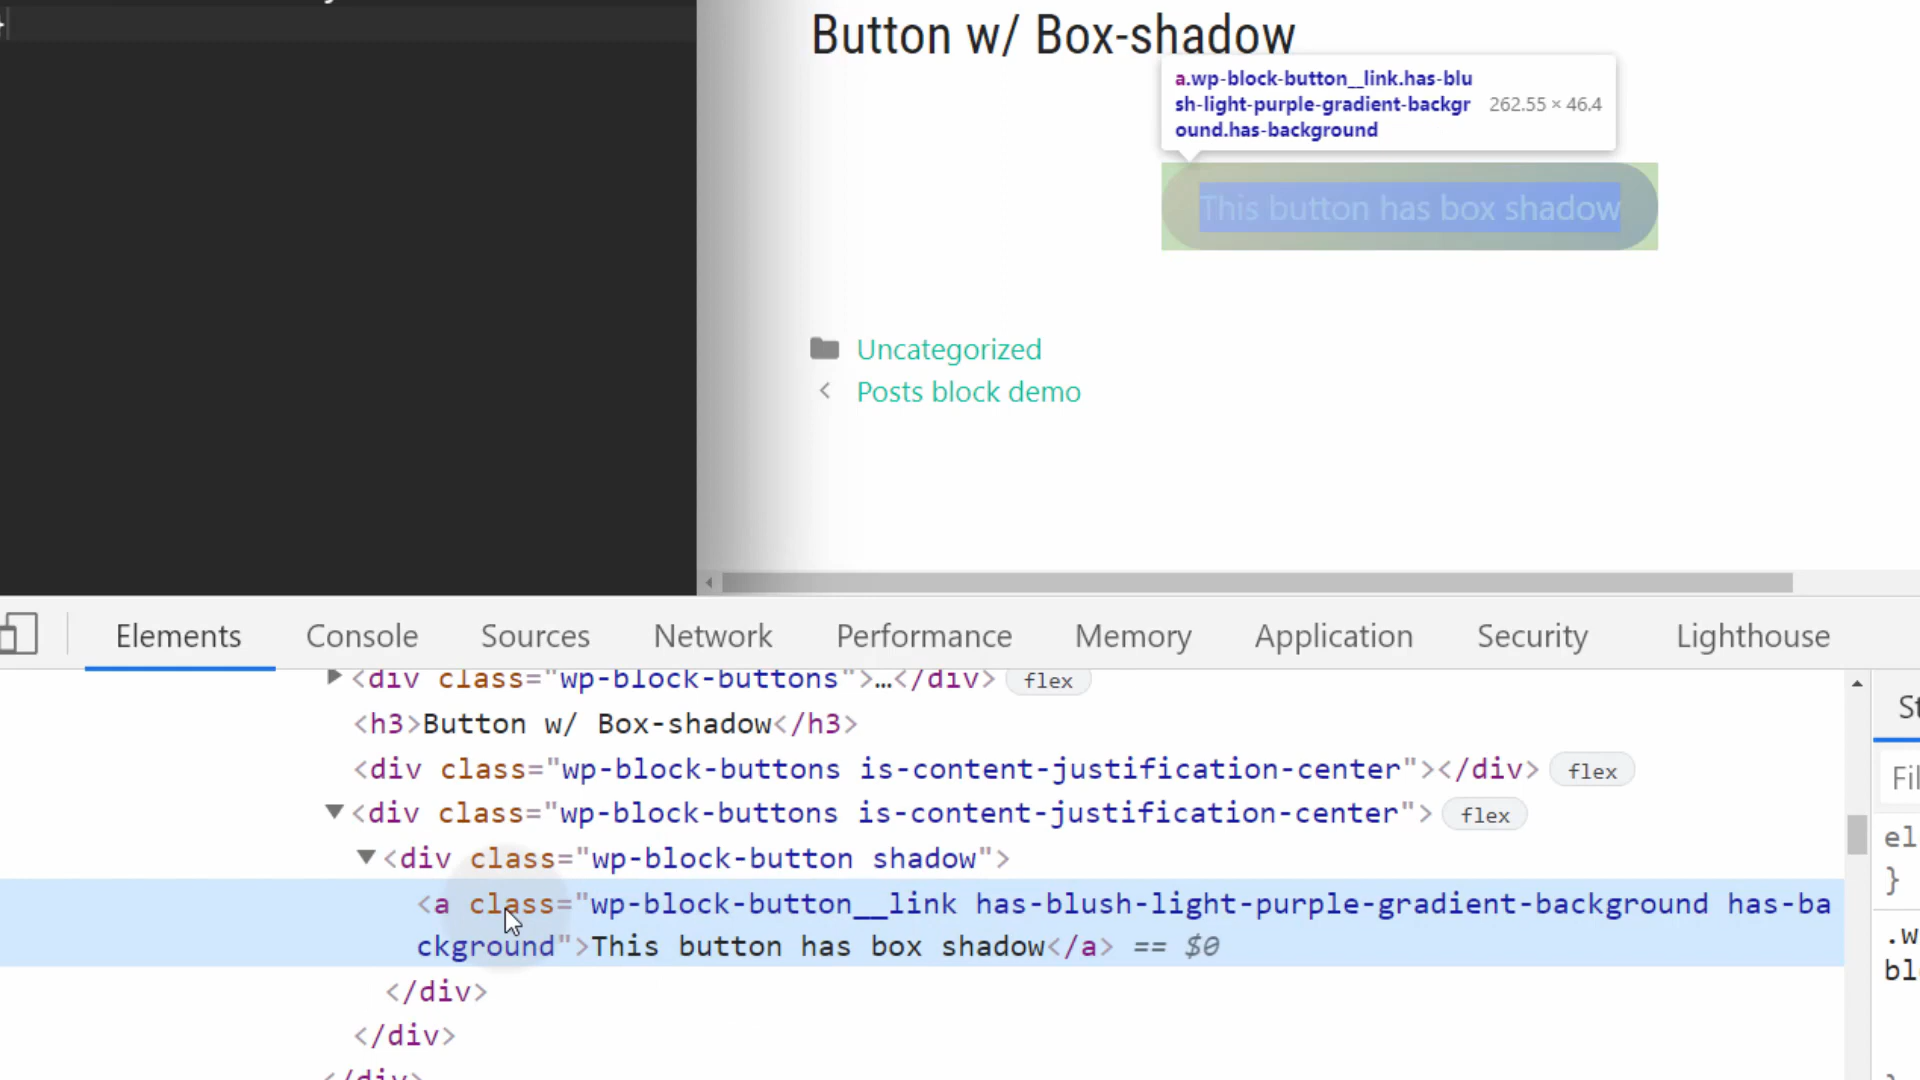 Button w/ Box-shadow
a.wp-block-button__link.has-blu
sh-light-purple-gradient-backgr
ound.has-background
262.55 × 46.4
This button has box shadow
Uncategorized
Posts block demo
Elements Console Sources Network Performance Memory Application Security Lighthouse
<div class="wp-block-buttons">…</div> flex
<h3>Button w/ Box-shadow</h3>
<div class="wp-block-buttons is-content-justification-center"></div> flex
<div class="wp-block-buttons is-content-justification-center"> flex
<div class="wp-block-button shadow">
<a class="wp-block-button__link has-blush-light-purple-gradient-background has-ba
ckground">This button has box shadow</a> == $0
</div>
</div>
St
Fil
el
}
.w
blo